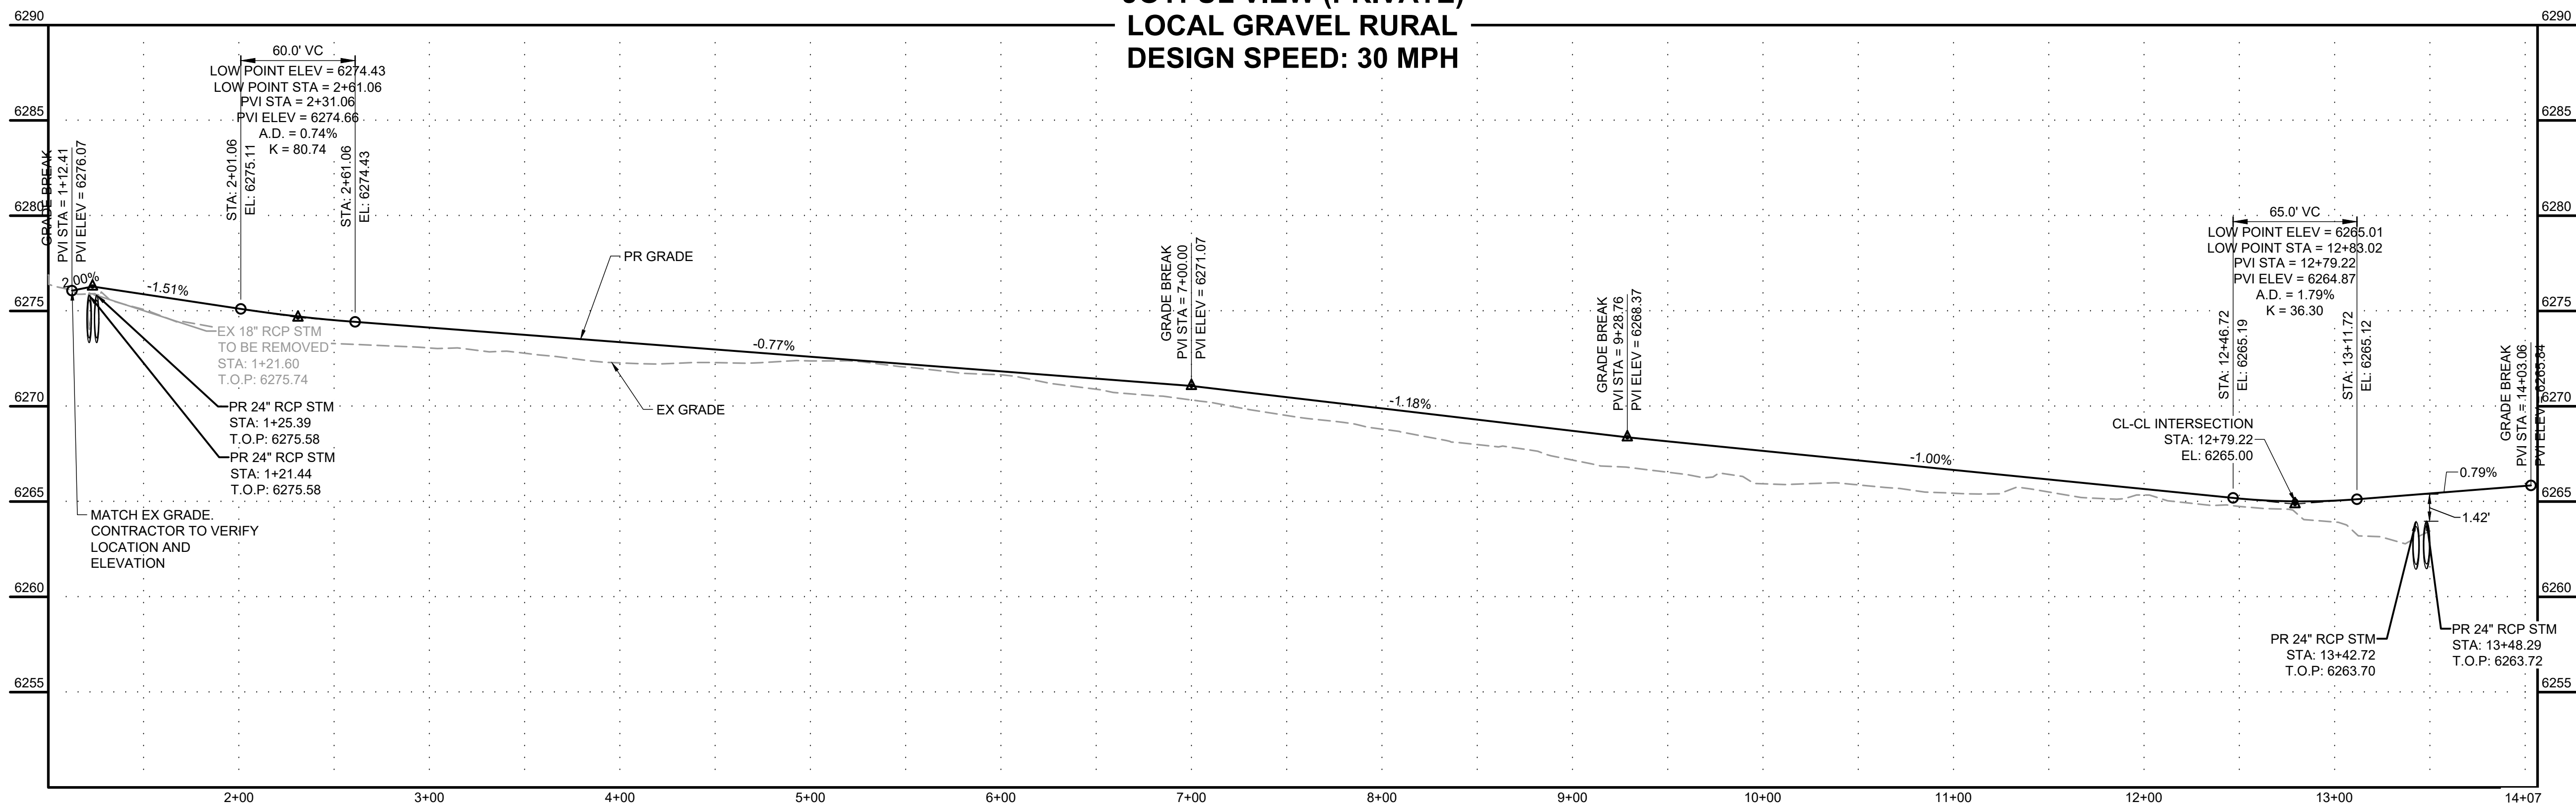 LOCAL GRAVEL RURAL
DESIGN SPEED: 30 MPH
6290
6285
6280
6275
6270
6265
6260
6255
6290
6285
6280
6275
6270
6265
6260
6255
GRADE BREAK
PVI STA = 1+12.41
PVI ELEV = 6276.07
2.00%
-1.51%
60.0' VC
LOW POINT ELEV = 6274.43
LOW POINT STA = 2+61.06
PVI STA = 2+31.06
PVI ELEV = 6274.66
A.D. = 0.74%
K = 80.74
STA: 2+01.06
EL: 6275.11
STA: 2+61.06
EL: 6274.43
EX 18" RCP STM
TO BE REMOVED
STA: 1+21.60
T.O.P: 6275.74
PR 24" RCP STM
STA: 1+25.39
T.O.P: 6275.58
PR 24" RCP STM
STA: 1+21.44
T.O.P: 6275.58
MATCH EX GRADE.
CONTRACTOR TO VERIFY
LOCATION AND
ELEVATION
PR GRADE
EX GRADE
-0.77%
GRADE BREAK
PVI STA = 7+00.00
PVI ELEV = 6271.07
-1.18%
GRADE BREAK
PVI STA = 9+28.76
PVI ELEV = 6268.37
-1.00%
65.0' VC
LOW POINT ELEV = 6265.01
LOW POINT STA = 12+83.02
PVI STA = 12+79.22
PVI ELEV = 6264.87
A.D. = 1.79%
K = 36.30
STA: 12+46.72
EL: 6265.19
STA: 13+11.72
EL: 6265.12
CL-CL INTERSECTION
STA: 12+79.22
EL: 6265.00
GRADE BREAK
PVI STA = 14+03.06
PVI ELEV = 6265.84
0.79%
1.42'
PR 24" RCP STM
STA: 13+42.72
T.O.P: 6263.70
PR 24" RCP STM
STA: 13+48.29
T.O.P: 6263.72
2+00
3+00
4+00
5+00
6+00
7+00
8+00
9+00
10+00
11+00
12+00
13+00
14+07